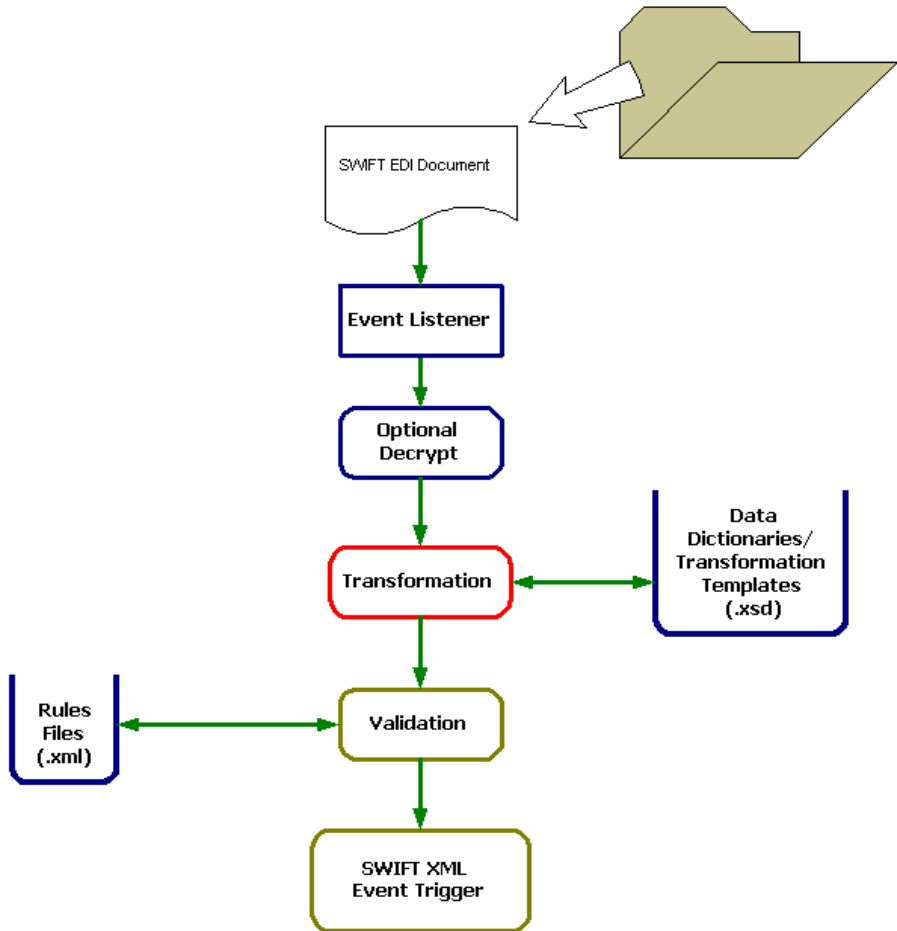 SWIFT EDI Document
Event Listener
Optional
Decrypt
Transformation
Data
Dictionaries/
Transformation
Templates
(.xsd)
Rules
Files
(.xml)
Validation
SWIFT XML
Event Trigger